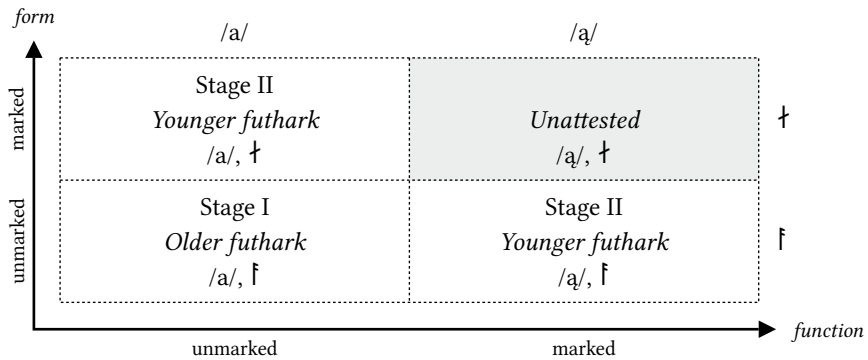 form
/a/ /ą/
marked
Stage II
Younger futhark
/a/, ᛅ
Unattested
/ą/, ᛅ
ᛅ
unmarked
Stage I
Older futhark
/a/, ᚨ
Stage II
Younger futhark
/ą/, ᚨ
ᚨ
function
unmarked marked